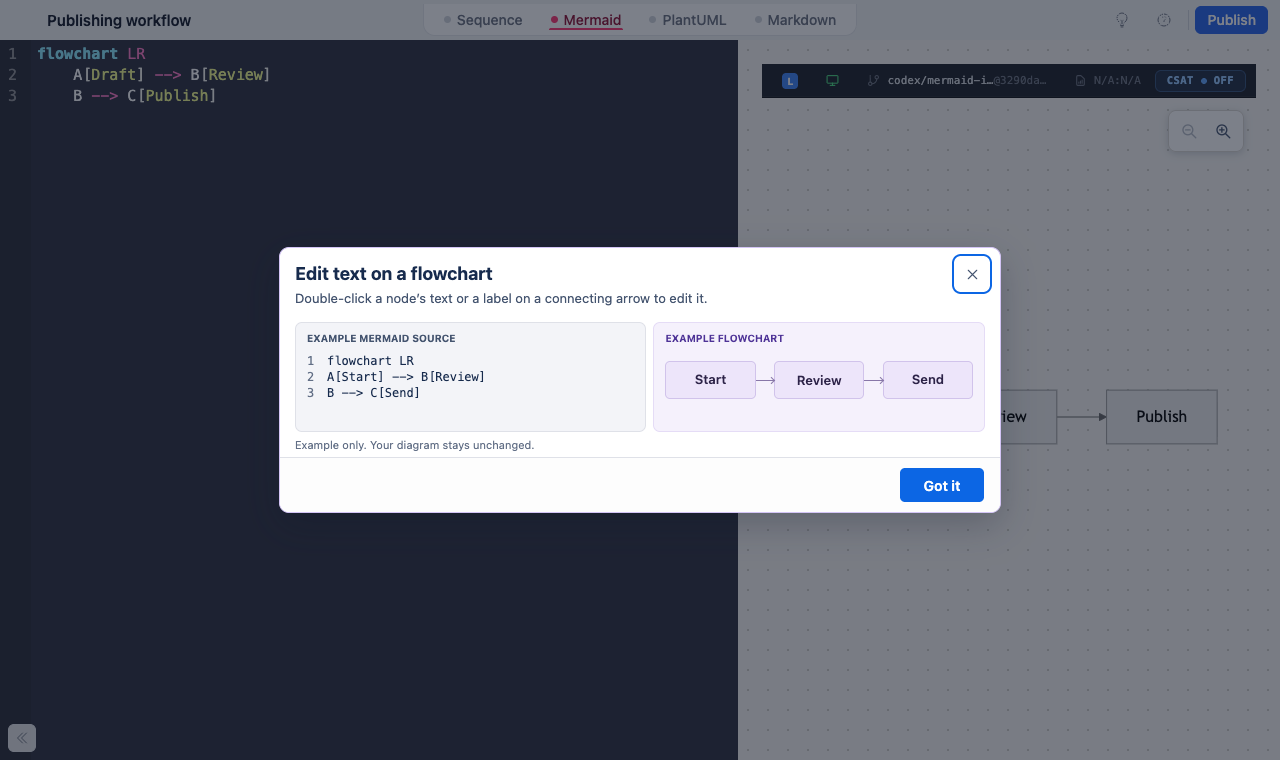 Publishing workflow
Sequence
Mermaid
PlantUML
Markdown
Publish
1 flowchart LR
2 A[Draft] --> B[Review]
3 B --> C[Publish]
L
codex/mermaid-i…@3290da…
N/A:N/A
CSAT ● OFF
Edit text on a flowchart
Double-click a node's text or a label on a connecting arrow to edit it.
EXAMPLE MERMAID SOURCE
1 flowchart LR
2 A[Start] --> B[Review]
3 B --> C[Send]
EXAMPLE FLOWCHART
Start
Review
Send
Example only. Your diagram stays unchanged.
Got it
iew
Publish